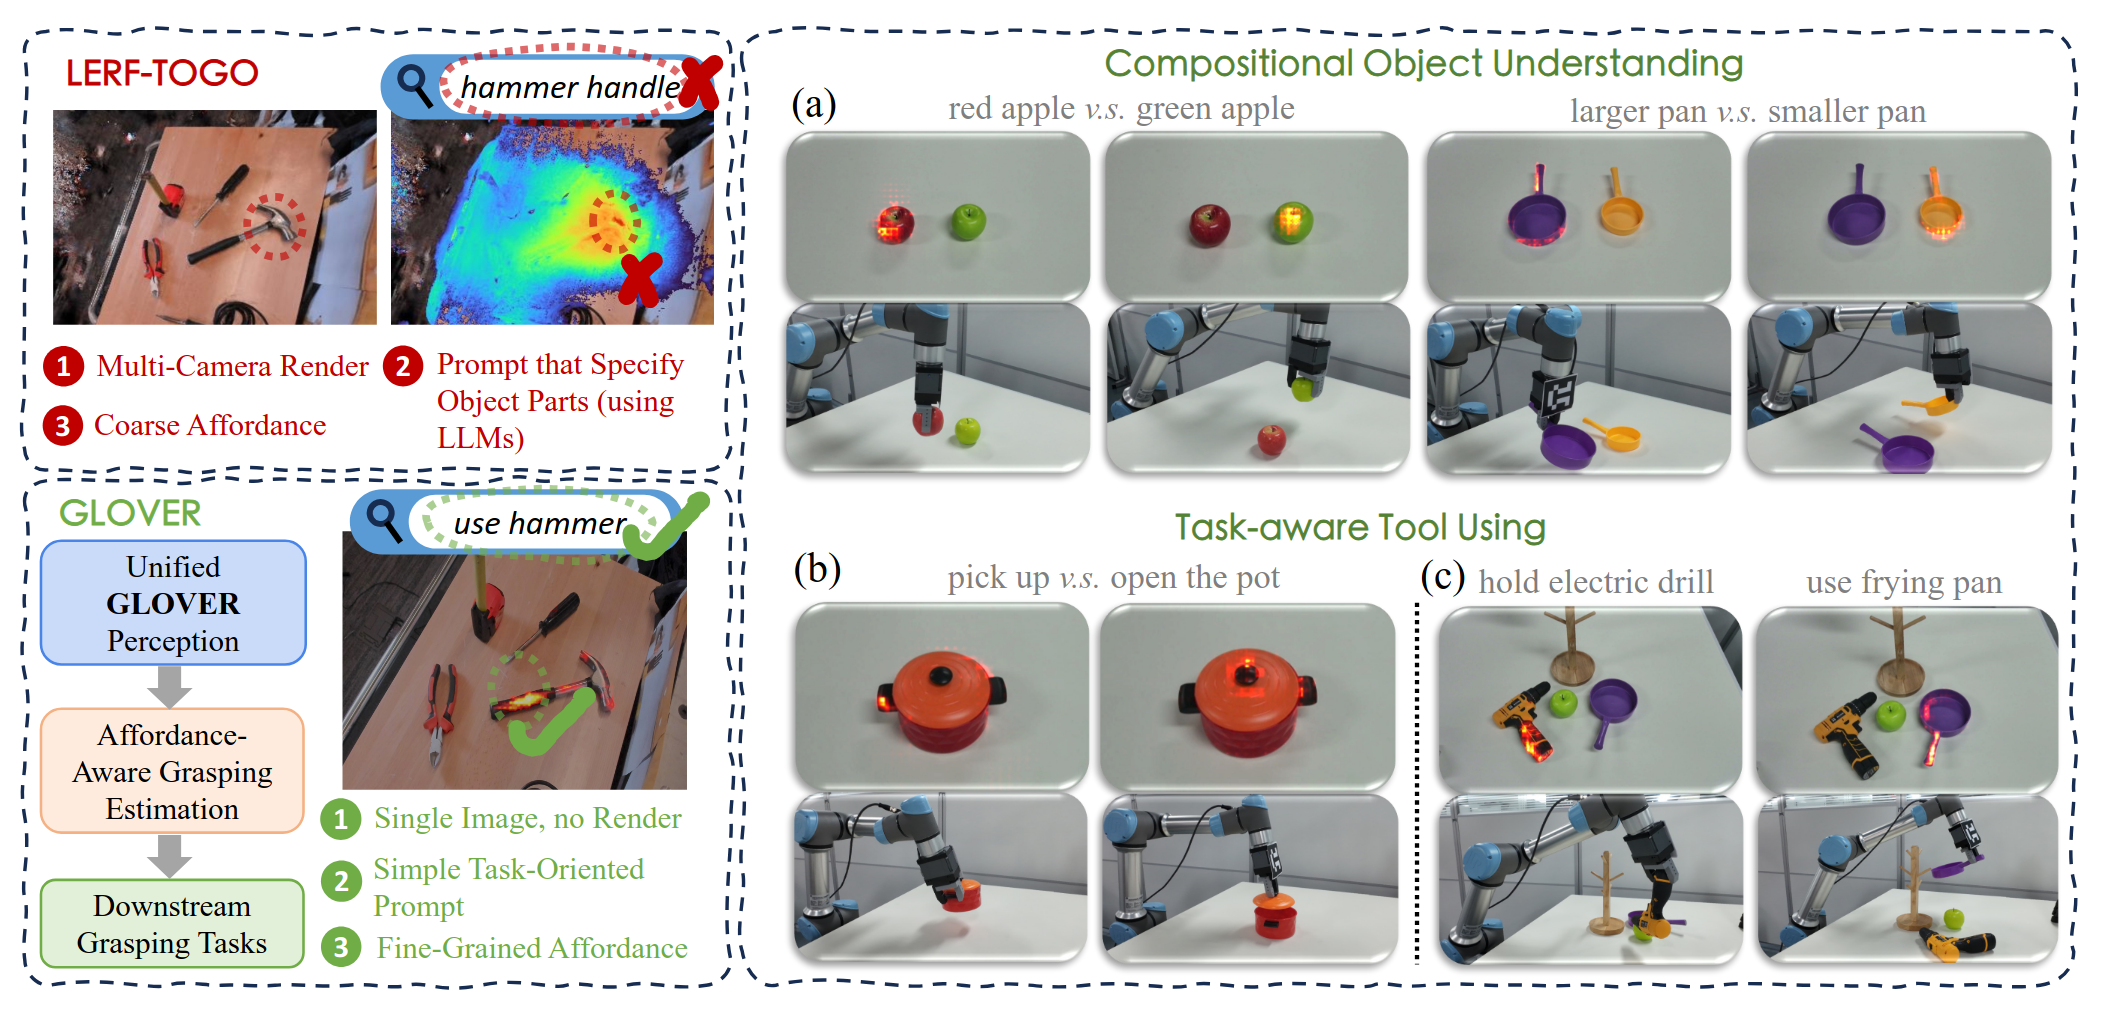 LERF-TOGO
hammer handle
1 Multi-Camera Render
2 Prompt that Specify
Object Parts (using
LLMs)
3 Coarse Affordance
GLOVER
use hammer
Unified
GLOVER
Perception
Affordance-
Aware Grasping
Estimation
Downstream
Grasping Tasks
1 Single Image, no Render
2 Simple Task-Oriented
Prompt
3 Fine-Grained Affordance
Compositional Object Understanding
(a)
red apple v.s. green apple
larger pan v.s. smaller pan
Task-aware Tool Using
(b)
pick up v.s. open the pot
(c) hold electric drill
use frying pan